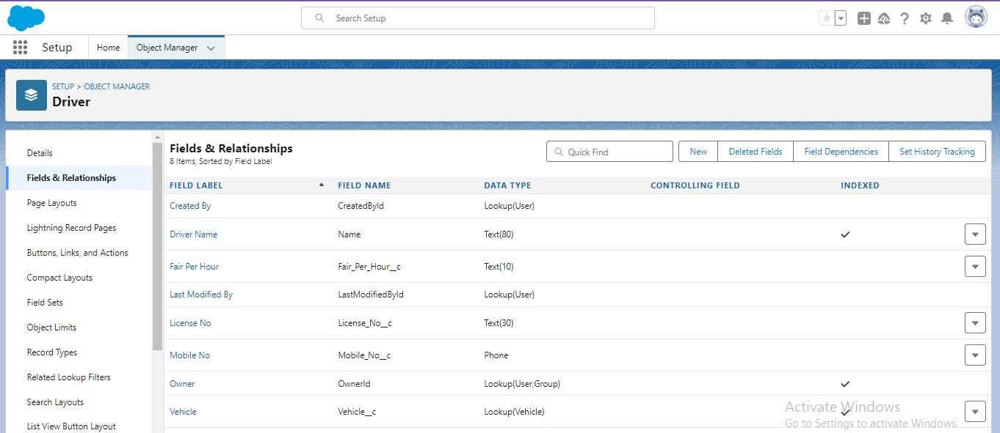 Search Setup
Setup
Home
Object Manager
SETUP > OBJECT MANAGER
Driver
Details
Fields & Relationships
Page Layouts
Lightning Record Pages
Buttons, Links, and Actions
Compact Layouts
Field Sets
Object Limits
Record Types
Related Lookup Filters
Search Layouts
List View Button Layout
Fields & Relationships
8 Items, Sorted by Field Label
Quick Find
New
Deleted Fields
Field Dependencies
Set History Tracking
FIELD LABEL FIELD NAME DATA TYPE CONTROLLING FIELD INDEXED
Created By CreatedById Lookup(User)
Driver Name Name Text(80)
Fair Per Hour Fair_Per_Hour__c Text(10)
Last Modified By LastModifiedById Lookup(User)
License No License_No__c Text(30)
Mobile No Mobile_No__c Phone
Owner OwnerId Lookup(User,Group)
Vehicle Vehicle__c Lookup(Vehicle)
Activate Windows
Go to Settings to activate Windows.